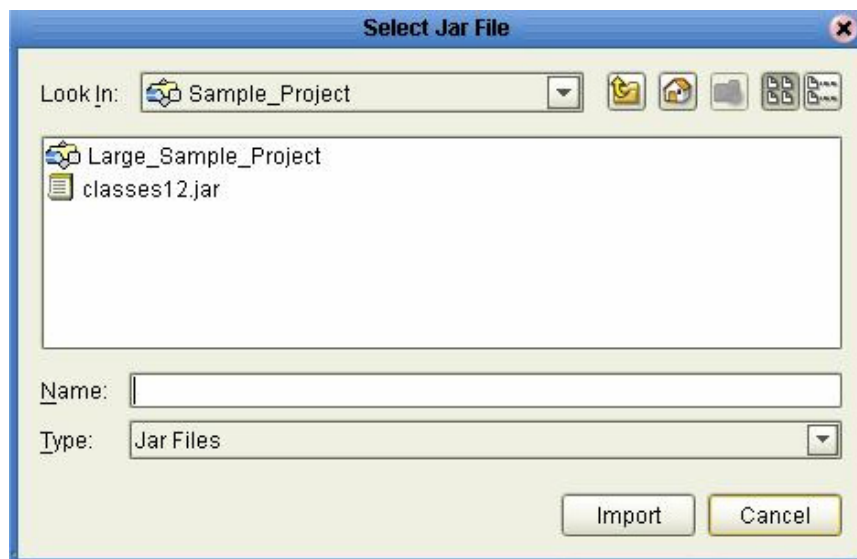 Select Jar File
Look In: Sample_Project
Large_Sample_Project
classes12.jar
Name:
Type: Jar Files
Import Cancel